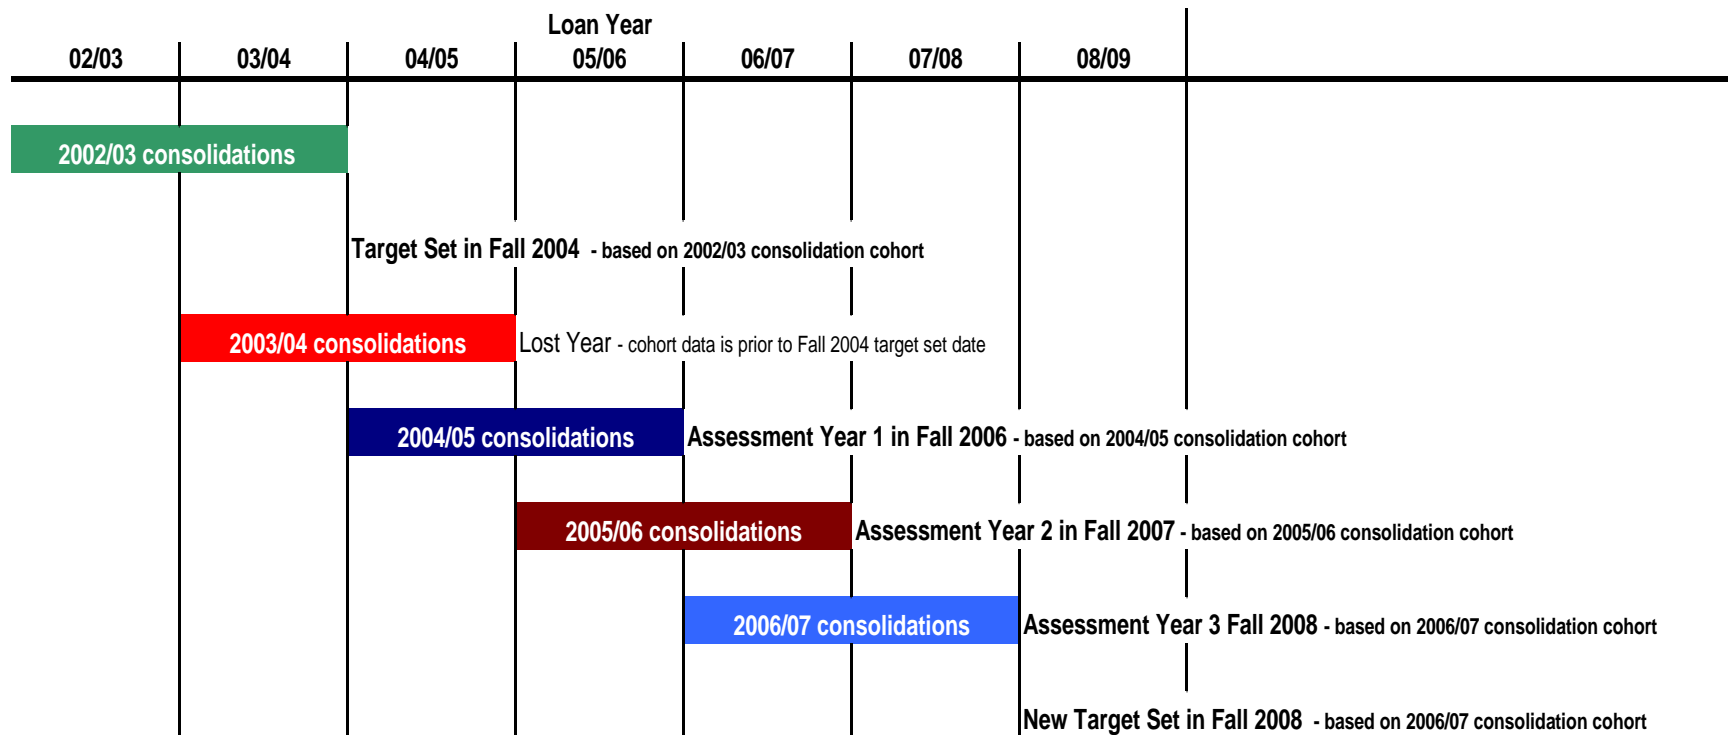 Loan Year
02/03 03/04 04/05 05/06 06/07 07/08 08/09
2002/03 consolidations
Target Set in Fall 2004 - based on 2002/03 consolidation cohort
2003/04 consolidations Lost Year - cohort data is prior to Fall 2004 target set date
2004/05 consolidations Assessment Year 1 in Fall 2006 - based on 2004/05 consolidation cohort
2005/06 consolidations Assessment Year 2 in Fall 2007 - based on 2005/06 consolidation cohort
2006/07 consolidations Assessment Year 3 Fall 2008 - based on 2006/07 consolidation cohort
New Target Set in Fall 2008 - based on 2006/07 consolidation cohort